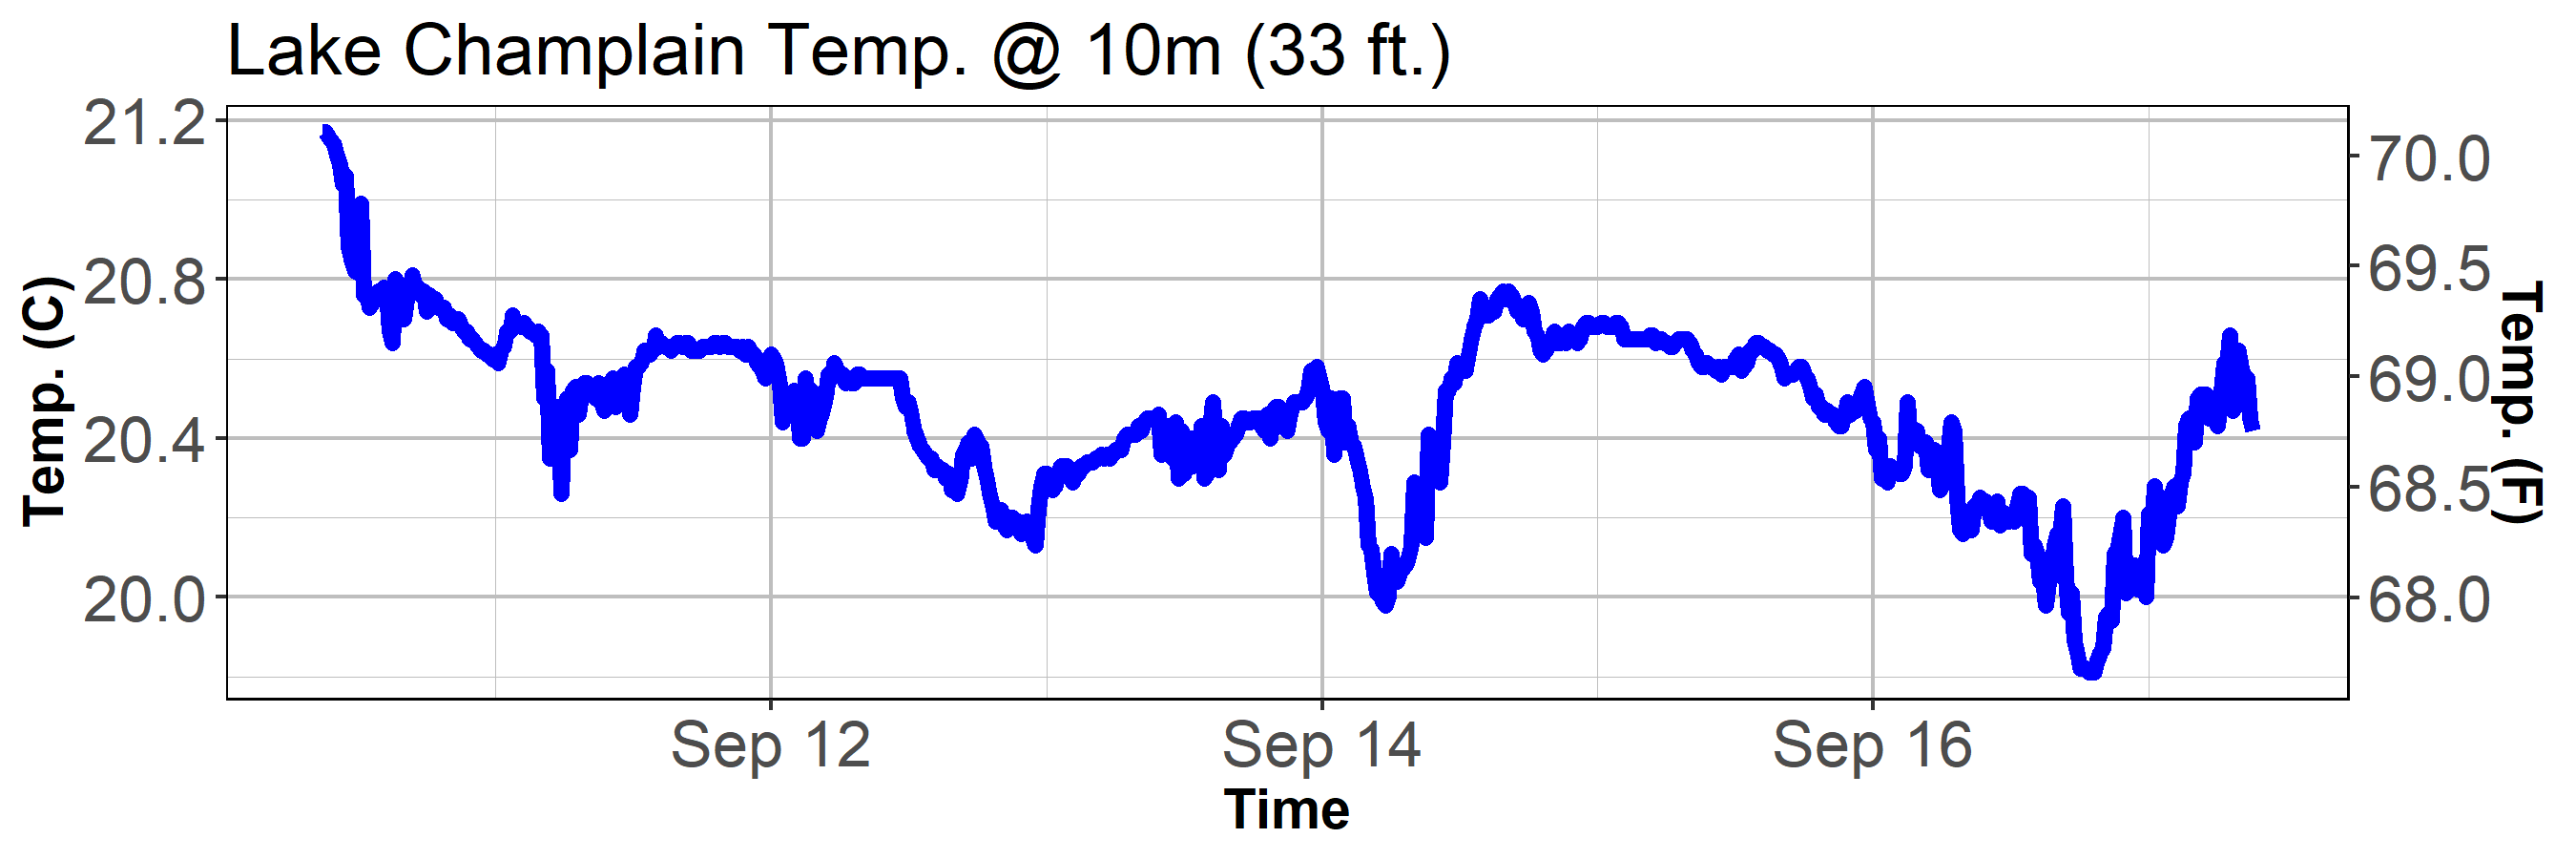 Lake Champlain Temp. @ 10m (33 ft.)
Temp. (C)
21.2
20.8
20.4
20.0
70.0
69.5
69.0
68.5
68.0
Temp. (F)
Sep 12
Sep 14
Sep 16
Time